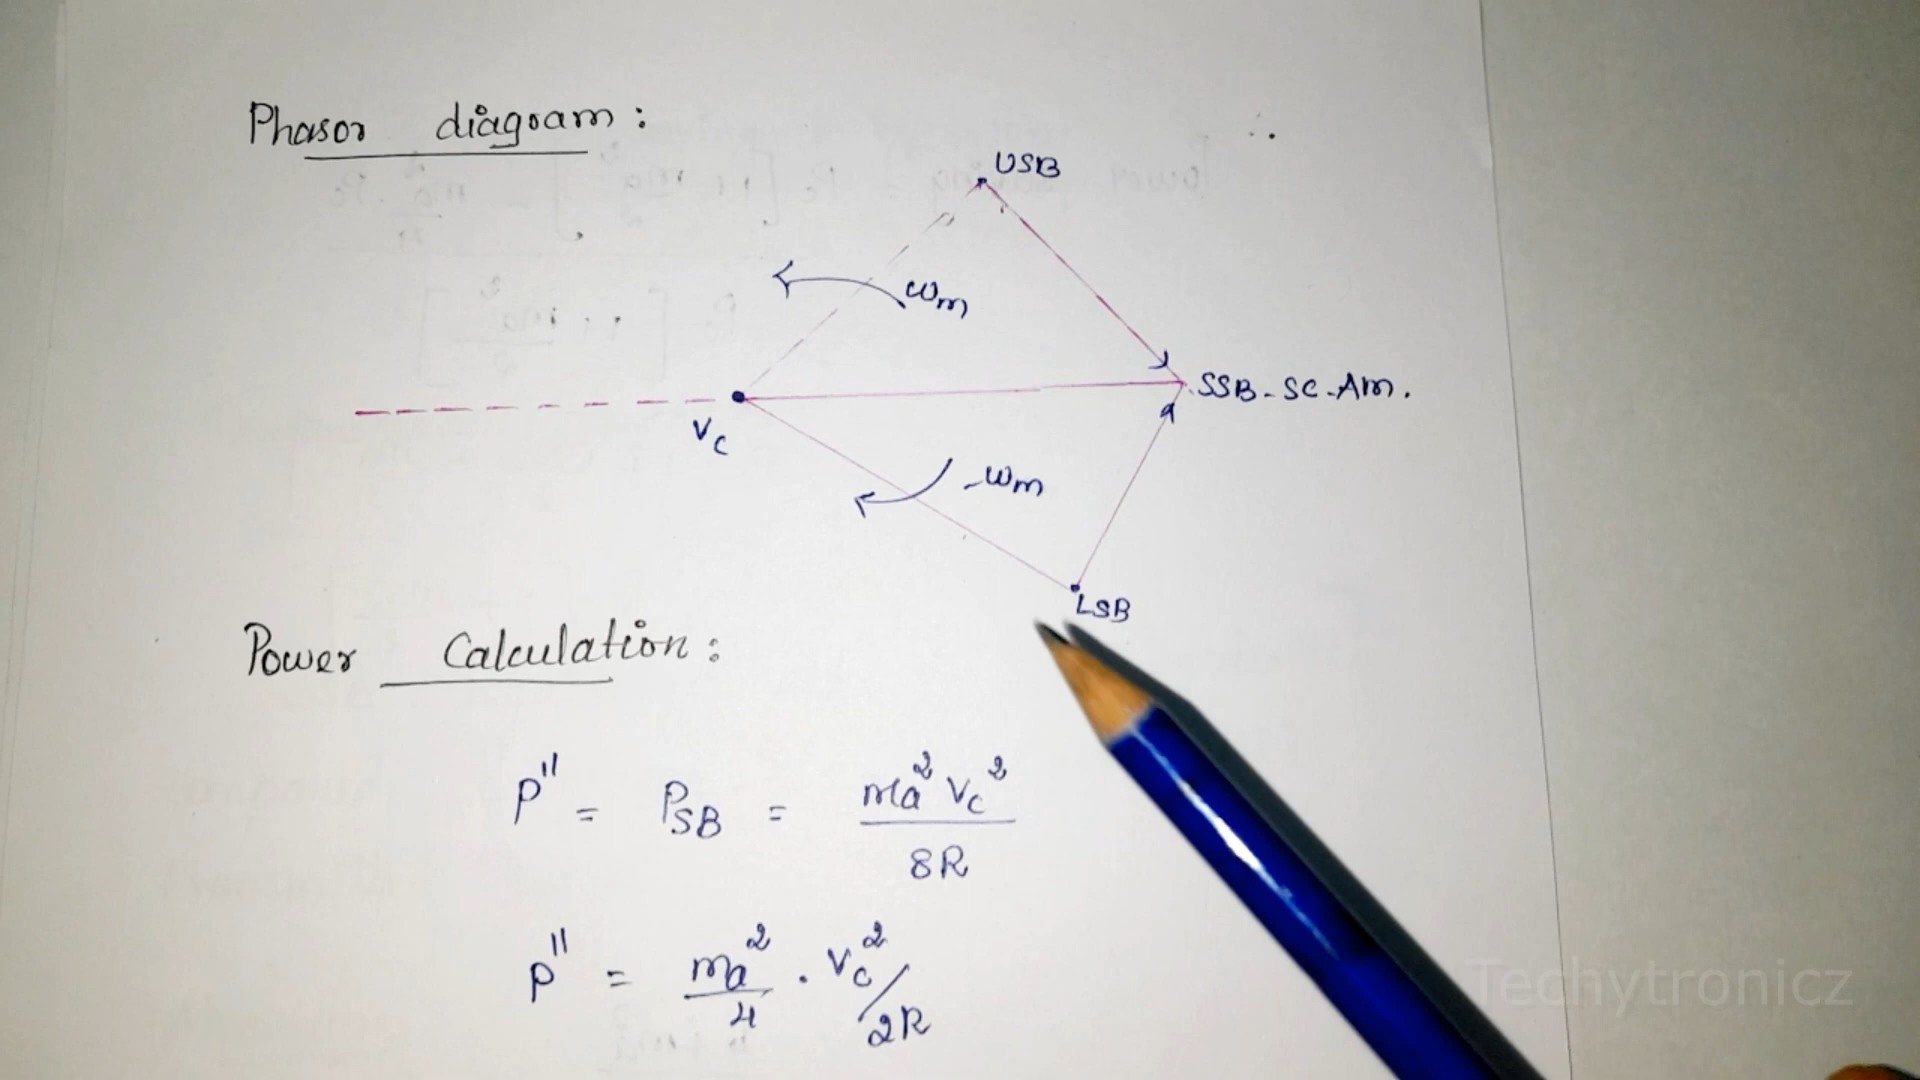 Phasor diagram:
USB
ωm
SSB-SC-Am.
Vc
-ωm
LSB
Power Calculation:
P" = PSB = ma² Vc² / 8R
P" = ma² / 4 . Vc² / 2R
Techytronicz